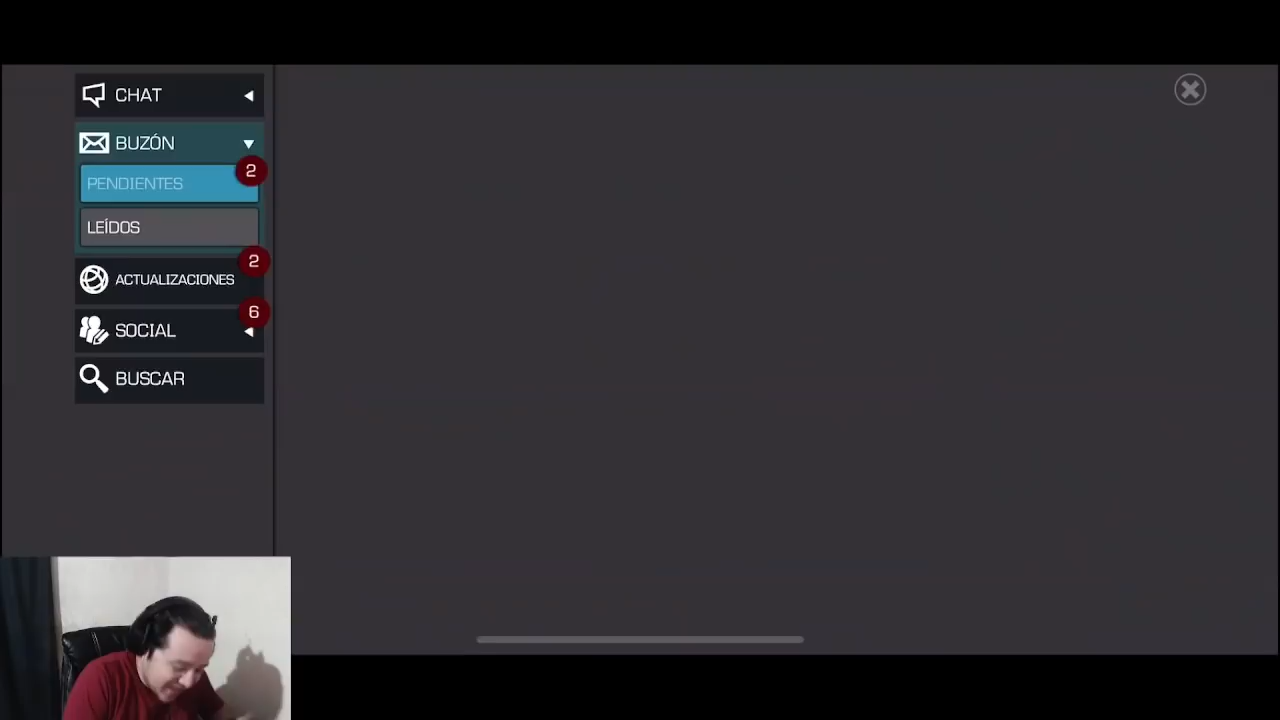 CHAT
BUZÓN
2
PENDIENTES
LEÍDOS
2
ACTUALIZACIONES
6
SOCIAL
BUSCAR